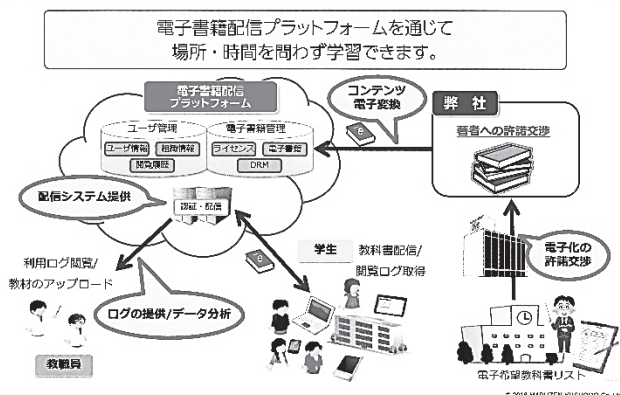 電子書籍配信プラットフォームを通じて
場所・時間を問わず学習できます。
電子書籍配信
プラットフォーム
コンテンツ
電子変換
弊社
著者への許諾交渉
ユーザ管理
電子書籍管理
ユーザ情報
組織情報
ライセンス
電子書籍
閲覧履歴
DRM
配信システム提供
認証・配信
電子化の
許諾交渉
利用ログ閲覧/
教材のアップロード
学生
教科書配信/
閲覧ログ取得
ログの提供/データ分析
教職員
電子希望教科書リスト